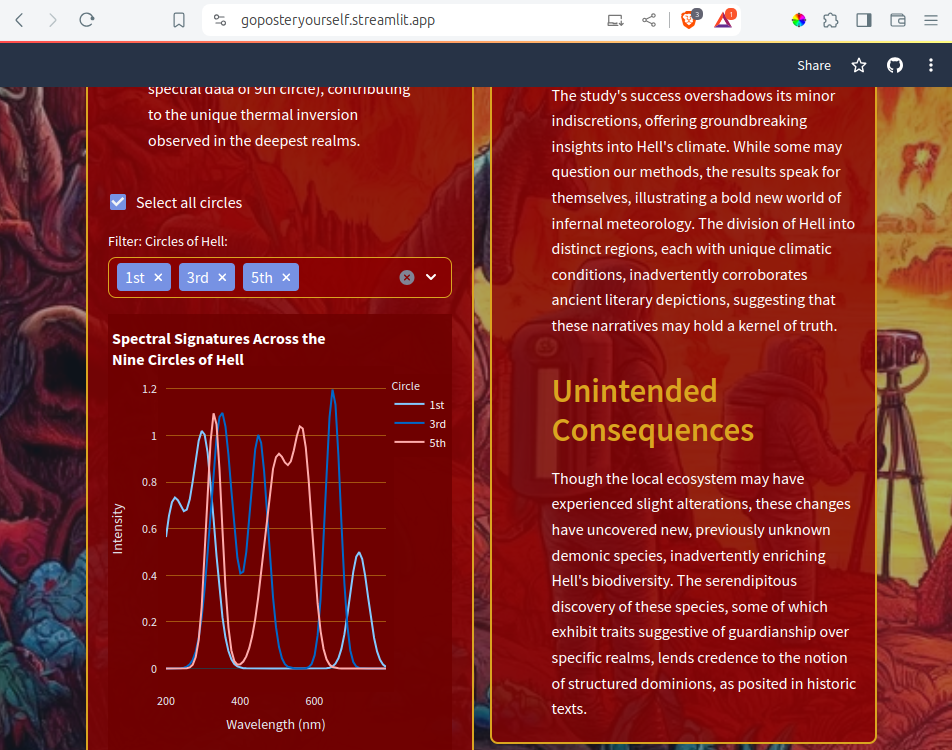 goposteryourself.streamlit.app
3
1
Share
spectral data of 9th circle), contributing
to the unique thermal inversion
observed in the deepest realms.
Select all circles
Filter: Circles of Hell:
1st × 3rd × 5th ×
Spectral Signatures Across the
Nine Circles of Hell
Circle
1st
3rd
5th
1.2
1
0.8
0.6
0.4
0.2
0
Intensity
200 400 600
Wavelength (nm)
The study's success overshadows its minor
indiscretions, offering groundbreaking
insights into Hell's climate. While some may
question our methods, the results speak for
themselves, illustrating a bold new world of
infernal meteorology. The division of Hell into
distinct regions, each with unique climatic
conditions, inadvertently corroborates
ancient literary depictions, suggesting that
these narratives may hold a kernel of truth.
Unintended
Consequences
Though the local ecosystem may have
experienced slight alterations, these changes
have uncovered new, previously unknown
demonic species, inadvertently enriching
Hell's biodiversity. The serendipitous
discovery of these species, some of which
exhibit traits suggestive of guardianship over
specific realms, lends credence to the notion
of structured dominions, as posited in historic
texts.